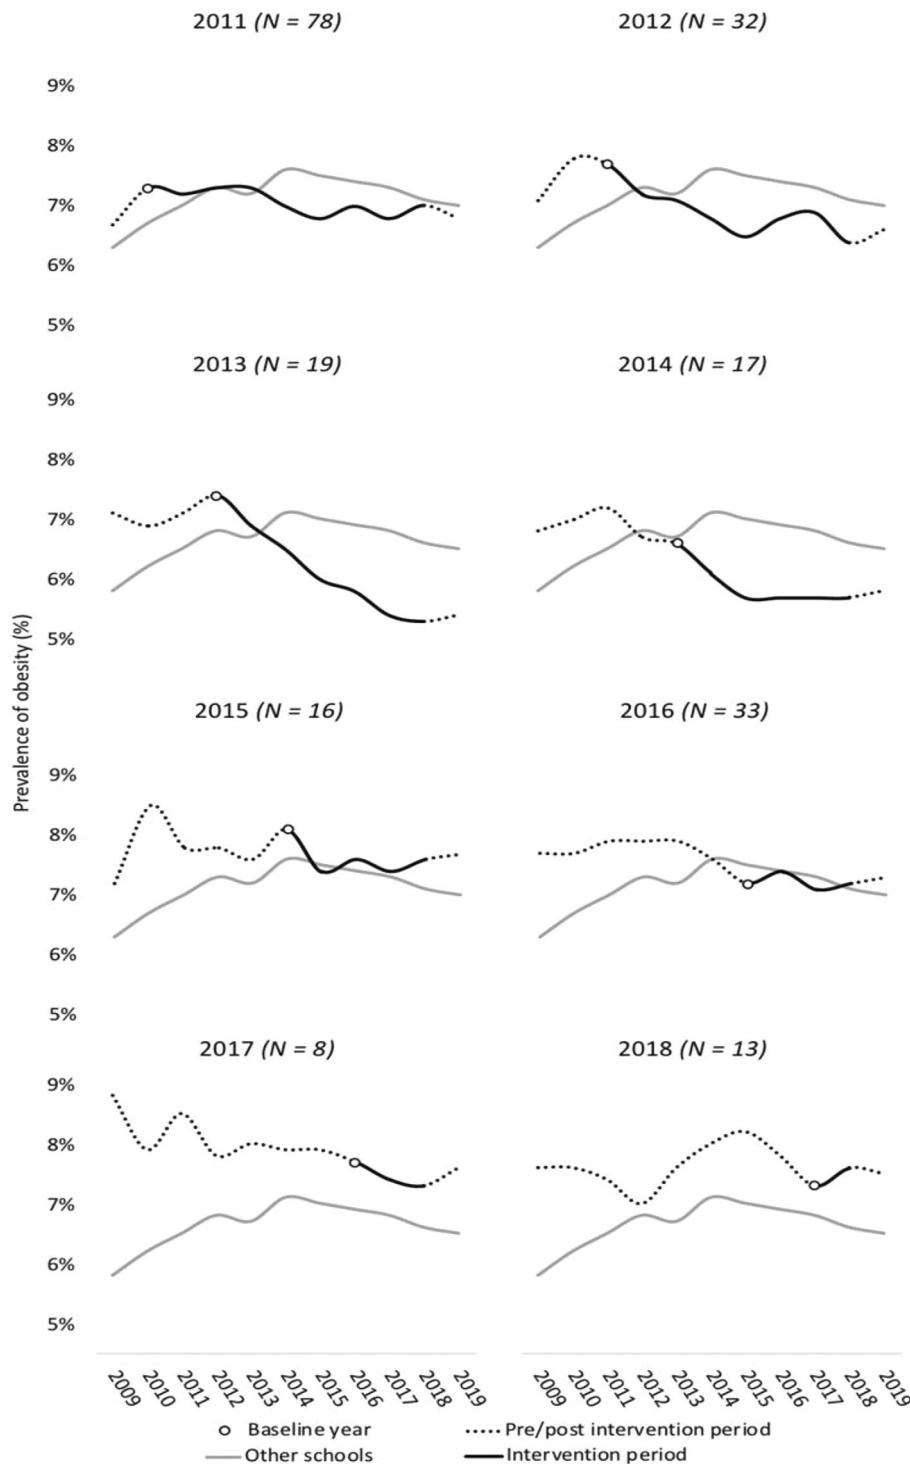 2011 (N = 78)
2012 (N = 32)
9%
8%
7%
6%
5%
2013 (N = 19)
2014 (N = 17)
9%
8%
7%
6%
5%
Prevalence of obesity (%)
2015 (N = 16)
2016 (N = 33)
9%
8%
7%
6%
5%
2017 (N = 8)
2018 (N = 13)
9%
8%
7%
6%
5%
2009 2010 2011 2012 2013 2014 2015 2016 2017 2018 2019
2009 2010 2011 2012 2013 2014 2015 2016 2017 2018 2019
Baseline year
Pre/post intervention period
Other schools
Intervention period